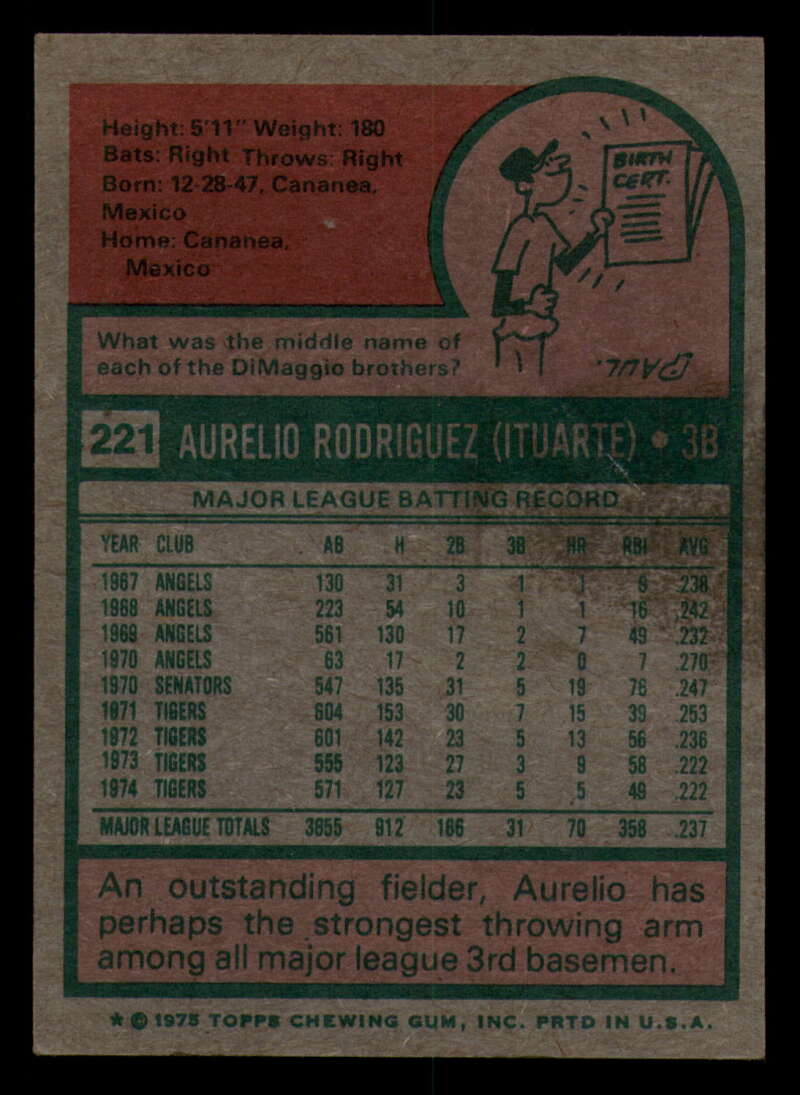 Height: 5'11" Weight: 180
Bats: Right Throws: Right
Born: 12-28-47, Cananea,
Mexico
Home: Cananea,
Mexico
BIRTH
CERT.
What was the middle name of
each of the DiMaggio brothers?
PAUL.
221 AURELIO RODRIGUEZ (ITUARTE) • 3B
MAJOR LEAGUE BATTING RECORD
YEAR CLUB AB H 2B 3B HR RBI AVG
1967 ANGELS 130 31 3 1 1 8 .238
1968 ANGELS 223 54 10 1 1 16 .242
1969 ANGELS 561 130 17 2 7 49 .232
1970 ANGELS 63 17 2 2 0 7 .270
1970 SENATORS 547 135 31 5 19 76 .247
1971 TIGERS 604 153 30 7 15 39 .253
1972 TIGERS 601 142 23 5 13 56 .236
1973 TIGERS 555 123 27 3 9 58 .222
1974 TIGERS 571 127 23 5 5 49 .222
MAJOR LEAGUE TOTALS 3855 912 166 31 70 358 .237
An outstanding fielder, Aurelio has
perhaps the strongest throwing arm
among all major league 3rd basemen.
* © 1975 TOPPS CHEWING GUM, INC. PRTD IN U.S.A.